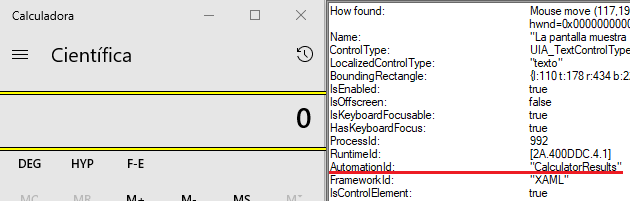 Calculadora
Científica
0
DEG HYP F-E
MC MR M+ M- MS M
How found: Mouse move (117,19
hwnd=0x0000000000
Name: "La pantalla muestra
ControlType: UIA_TextControlType
LocalizedControlType: "texto"
BoundingRectangle: {l:110 t:178 r:434 b:2
IsEnabled: true
IsOffscreen: false
IsKeyboardFocusable: true
HasKeyboardFocus: true
ProcessId: 992
RuntimeId: [2A.400DDC.4.1]
AutomationId: "CalculatorResults"
FrameworkId: "XAML"
IsControlElement: true